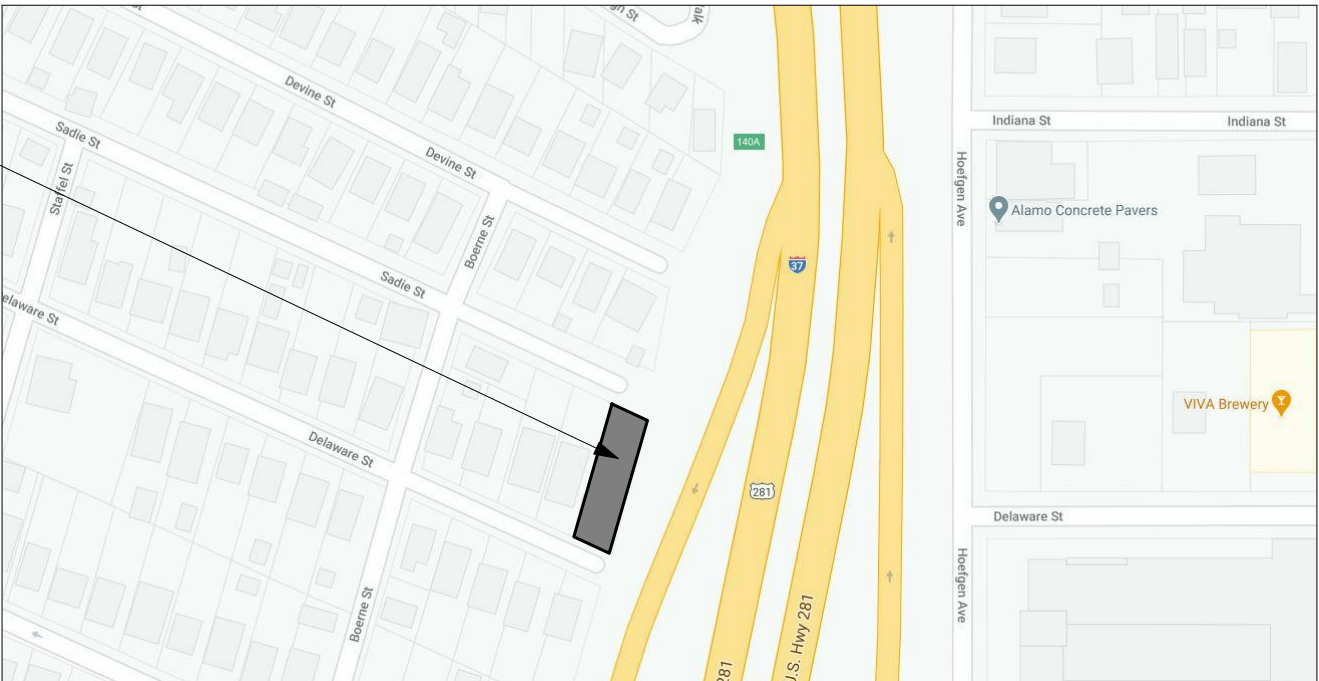 Devine St
Sadie St
Devine St
Staffel St
Boerne St
Sadie St
elaware St
Delaware St
Boerne St
140A
37
281
281
U.S. Hwy 281
Hoefgen Ave
Hoefgen Ave
Indiana St
Indiana St
Alamo Concrete Pavers
VIVA Brewery
Delaware St